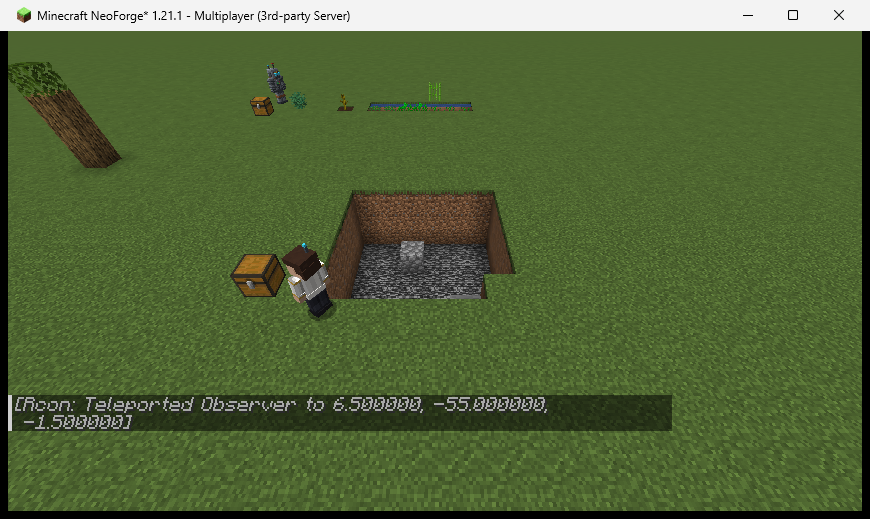 Minecraft NeoForge* 1.21.1 - Multiplayer (3rd-party Server)
[Rcon: Teleported Observer to 6.500000, -55.000000,
-1.500000]